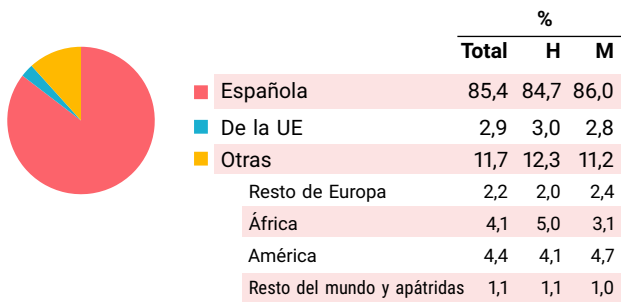 %
Total H M
Española 85,4 84,7 86,0
De la UE 2,9 3,0 2,8
Otras 11,7 12,3 11,2
Resto de Europa 2,2 2,0 2,4
África 4,1 5,0 3,1
América 4,4 4,1 4,7
Resto del mundo y apátridas 1,1 1,1 1,0